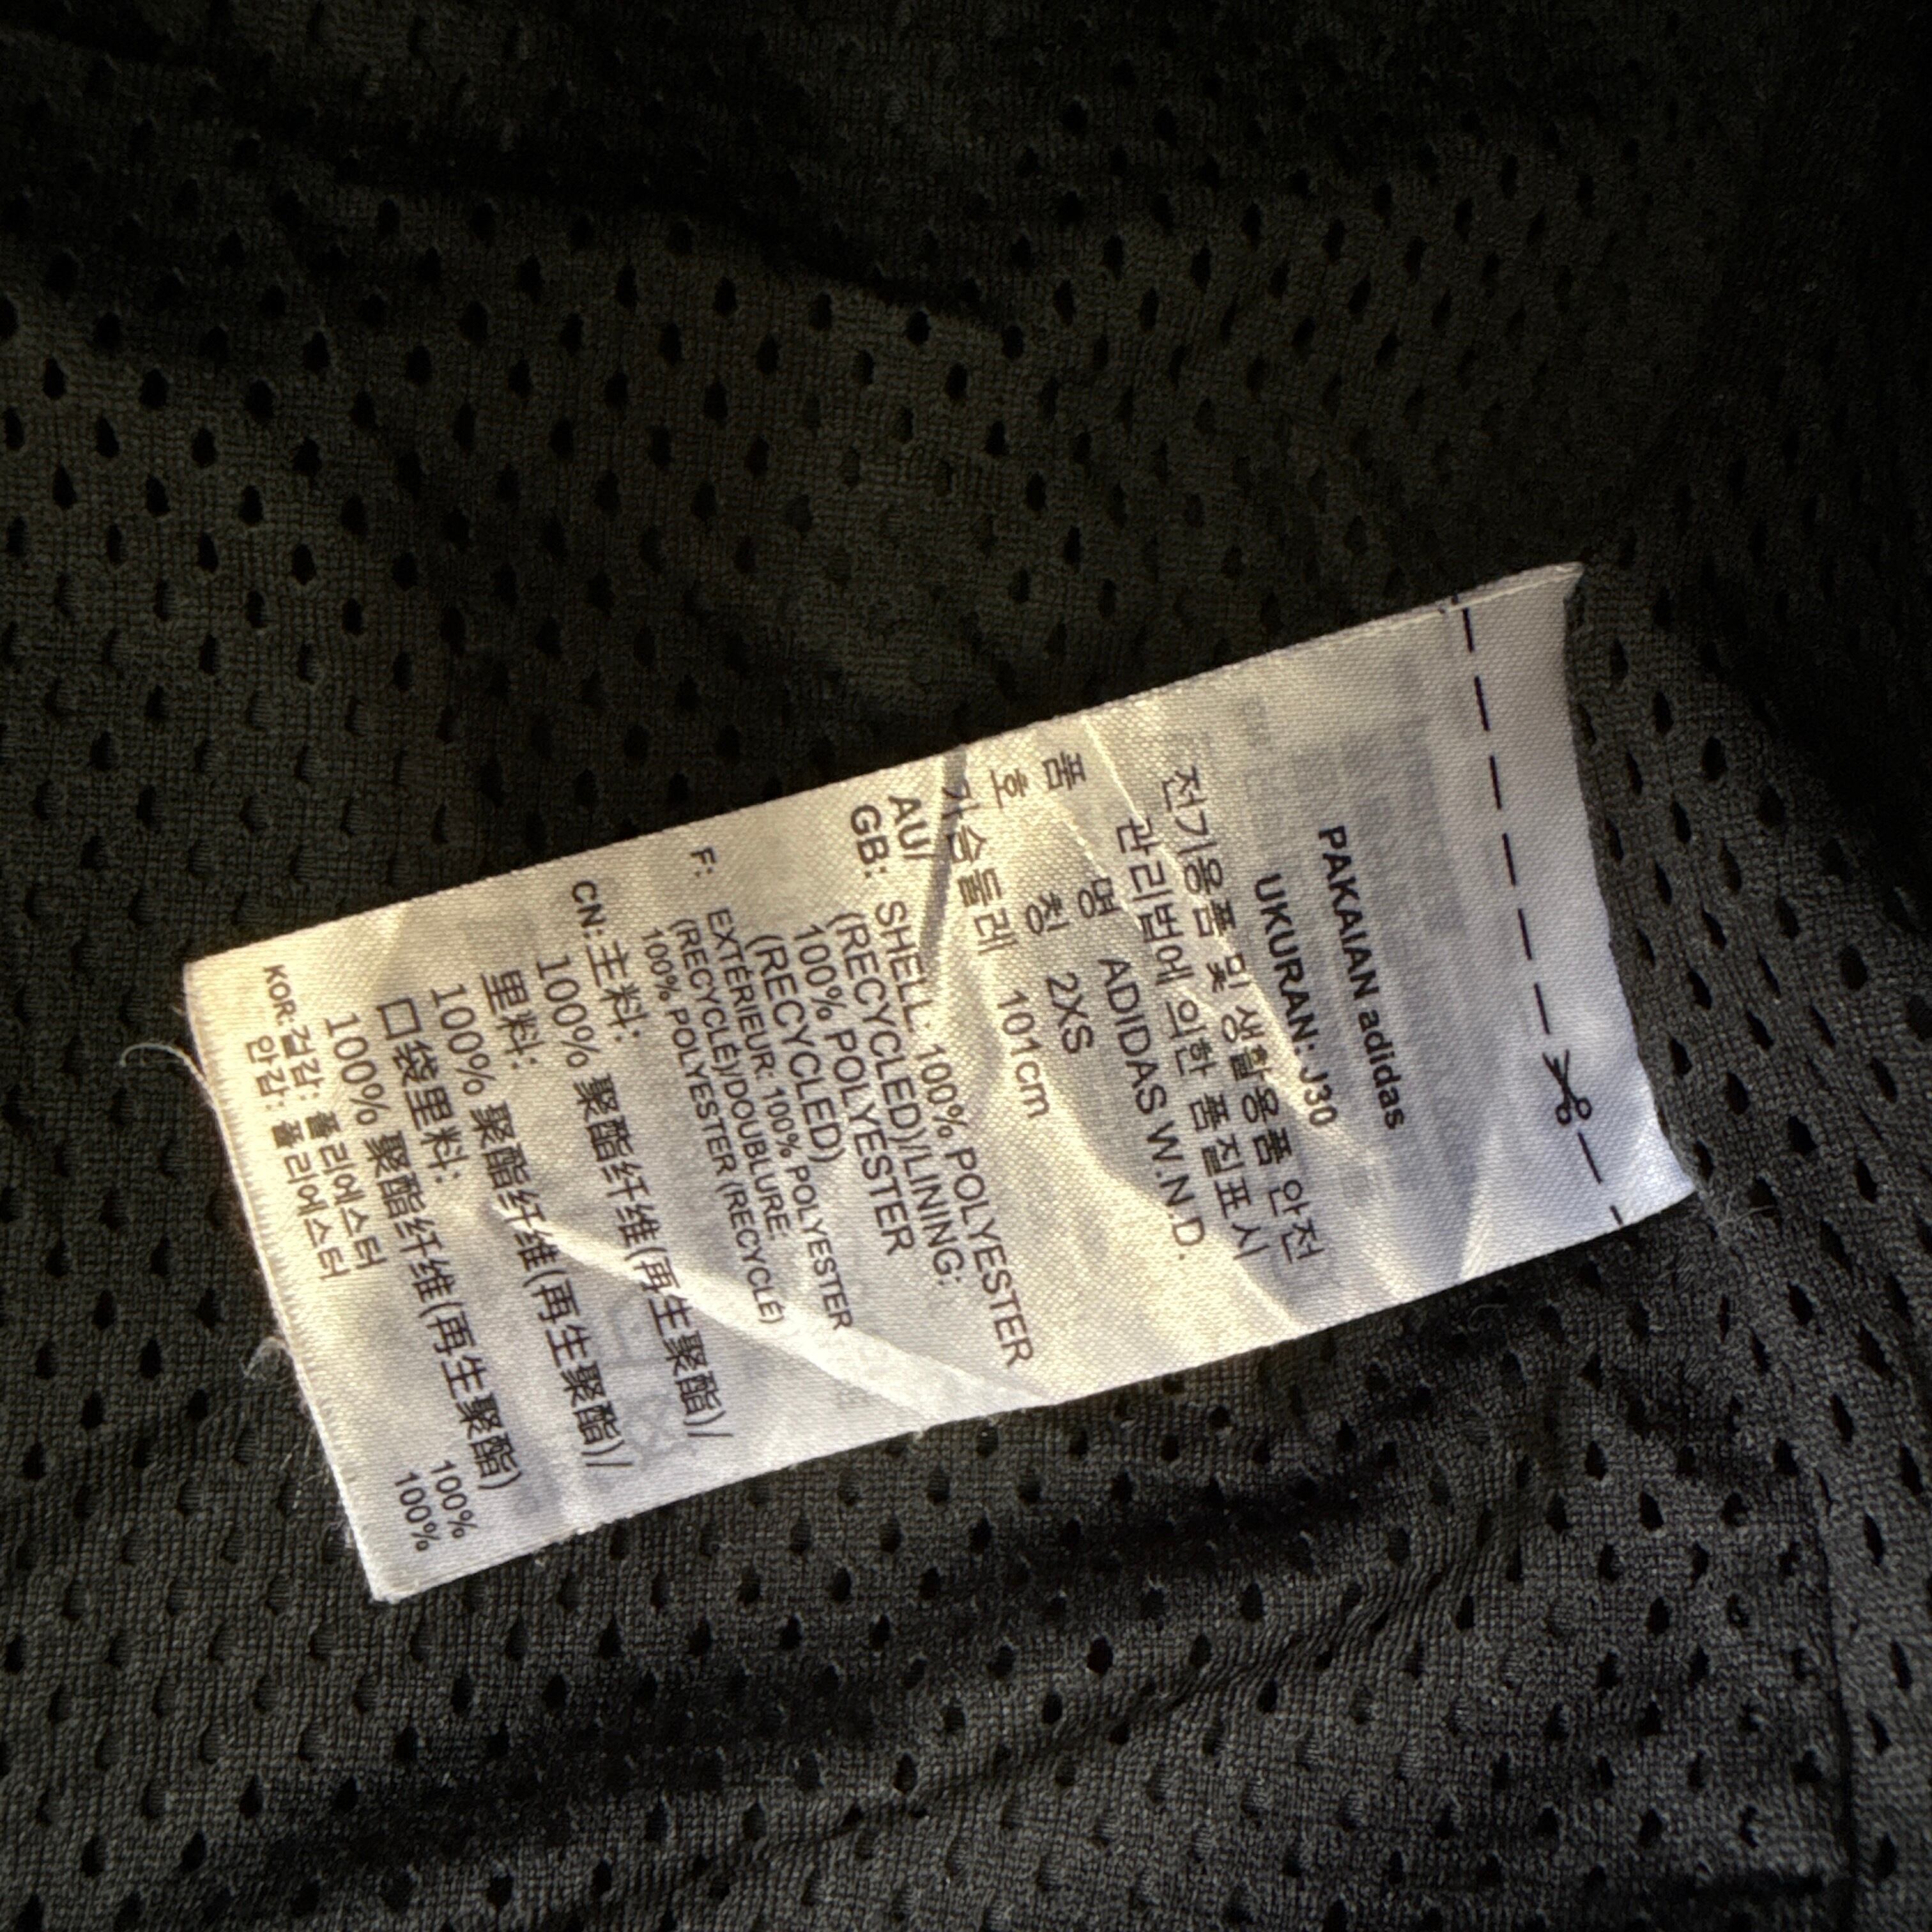 PAKAIAN adidas
UKURAN: J30
전기용품 및 생활용품 안전
관리법에 의한 품질표시
품 명 ADIDAS W.N.D.
호 칭 2XS
가슴둘레 101cm
AU/
GB: SHELL: 100% POLYESTER
(RECYCLED)/LINING:
100% POLYESTER
(RECYCLED)
F: EXTÉRIEUR: 100% POLYESTER
(RECYCLÉ)/DOUBLURE:
100% POLYESTER (RECYCLÉ)
CN: 主料:
100% 聚酯纤维(再生聚酯)/
里料:
100% 聚酯纤维(再生聚酯)/
口袋里料:
100% 聚酯纤维(再生聚酯)
KOR: 겉감: 폴리에스터 100%
안감: 폴리에스터 100%